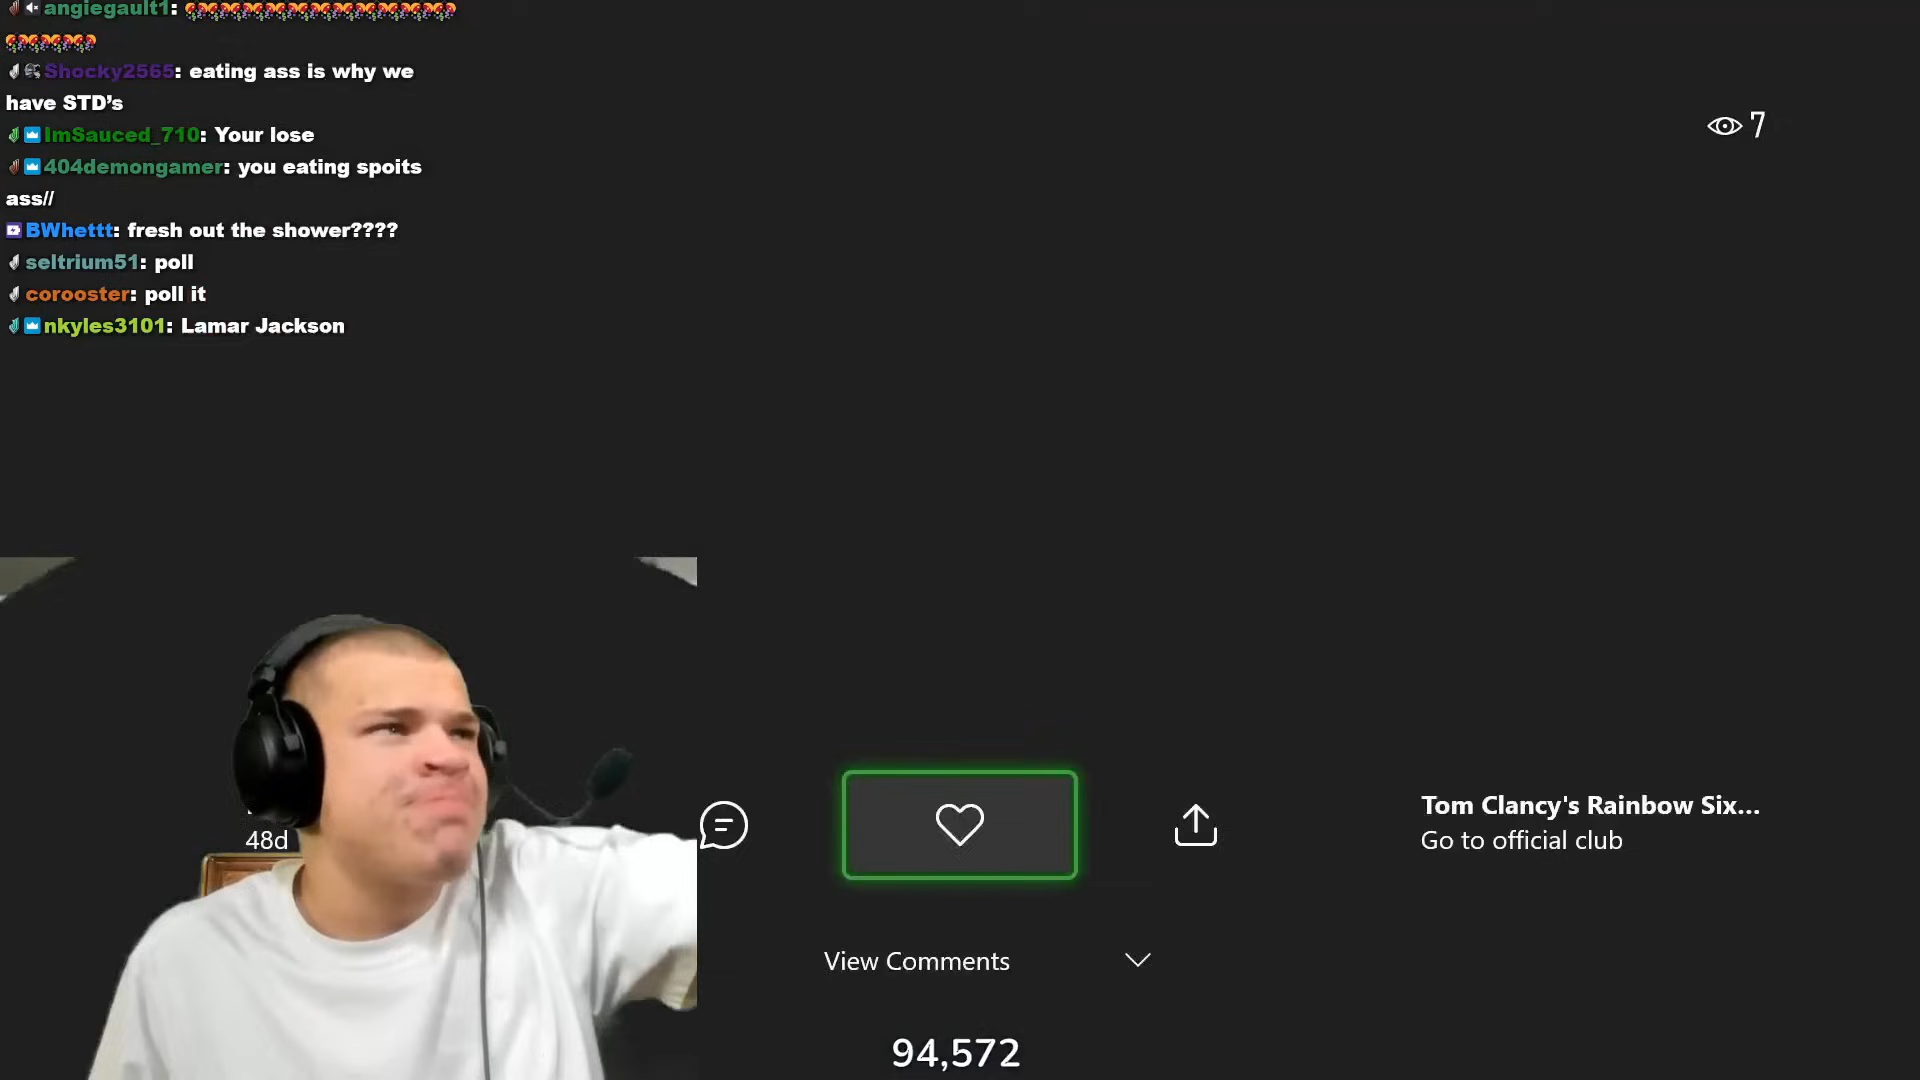 angiegault1:
Shocky2565: eating ass is why we
have STD’s
ImSauced_710: Your lose
404demongamer: you eating spoits
ass//
BWhettt: fresh out the shower????
seltrium51: poll
corooster: poll it
nkyles3101: Lamar Jackson
7
48d
Tom Clancy's Rainbow Six...
Go to official club
View Comments
94,572